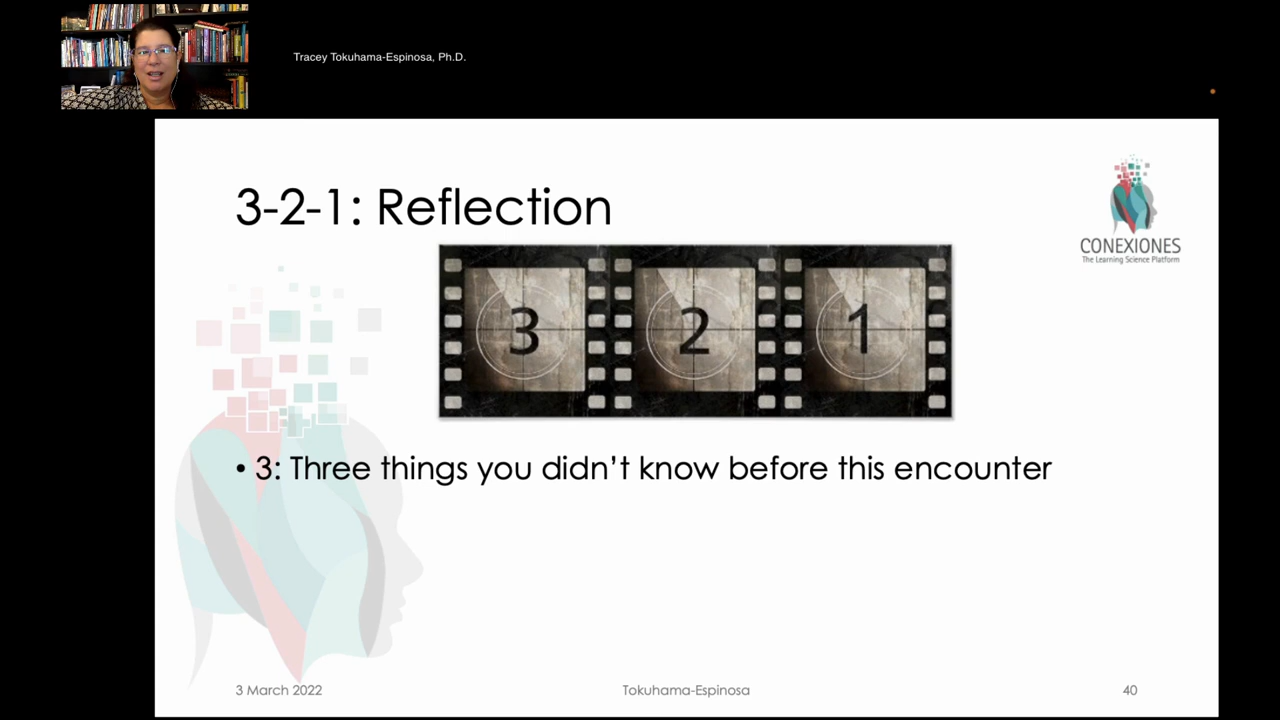 Tracey Tokuhama-Espinosa, Ph.D.
3-2-1: Reflection
CONEXIONES
The Learning Science Platform
3 2 1
• 3: Three things you didn’t know before this encounter
3 March 2022
Tokuhama-Espinosa
40